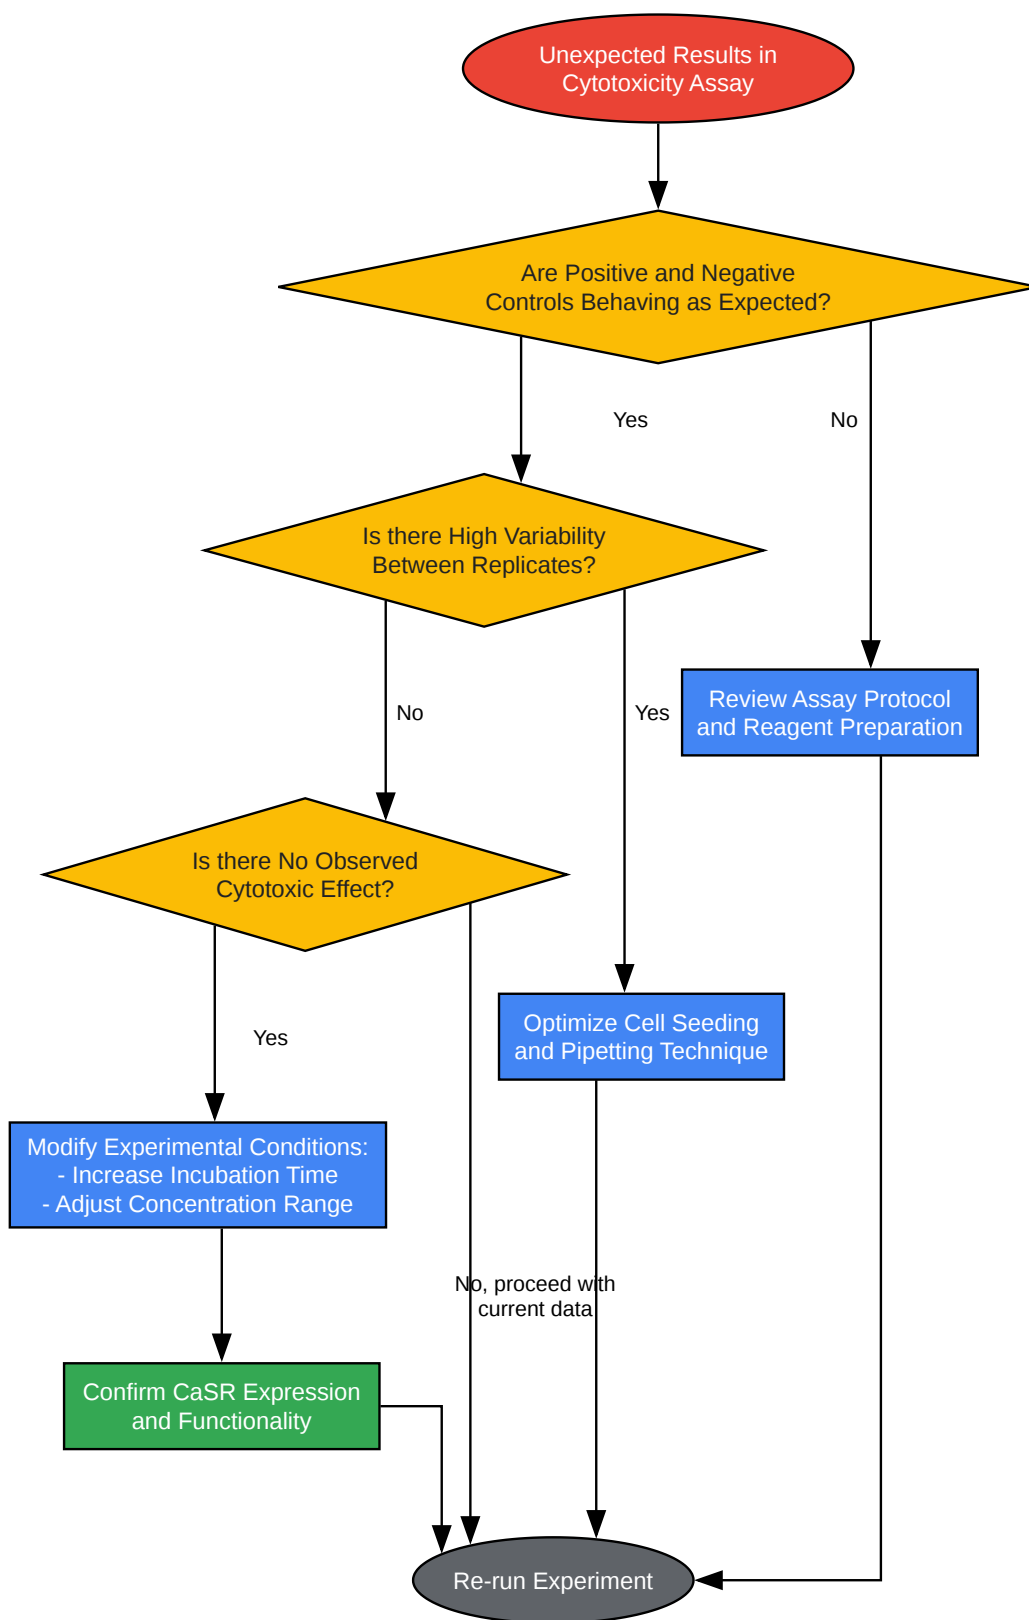 Unexpected Results in
Cytotoxicity Assay
Are Positive and Negative
Controls Behaving as Expected?
Yes
No
Is there High Variability
Between Replicates?
No
Yes
Review Assay Protocol
and Reagent Preparation
Is there No Observed
Cytotoxic Effect?
Yes
Optimize Cell Seeding
and Pipetting Technique
Modify Experimental Conditions:
- Increase Incubation Time
- Adjust Concentration Range
No, proceed with
current data
Confirm CaSR Expression
and Functionality
Re-run Experiment